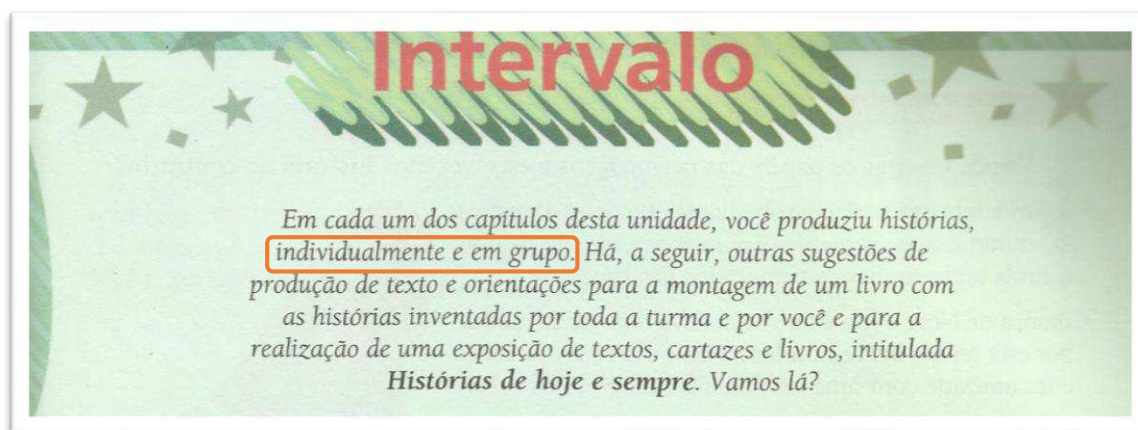 Intervalo
Em cada um dos capítulos desta unidade, você produziu histórias,
individualmente e em grupo. Há, a seguir, outras sugestões de
produção de texto e orientações para a montagem de um livro com
as histórias inventadas por toda a turma e por você e para a
realização de uma exposição de textos, cartazes e livros, intitulada
Histórias de hoje e sempre. Vamos lá?